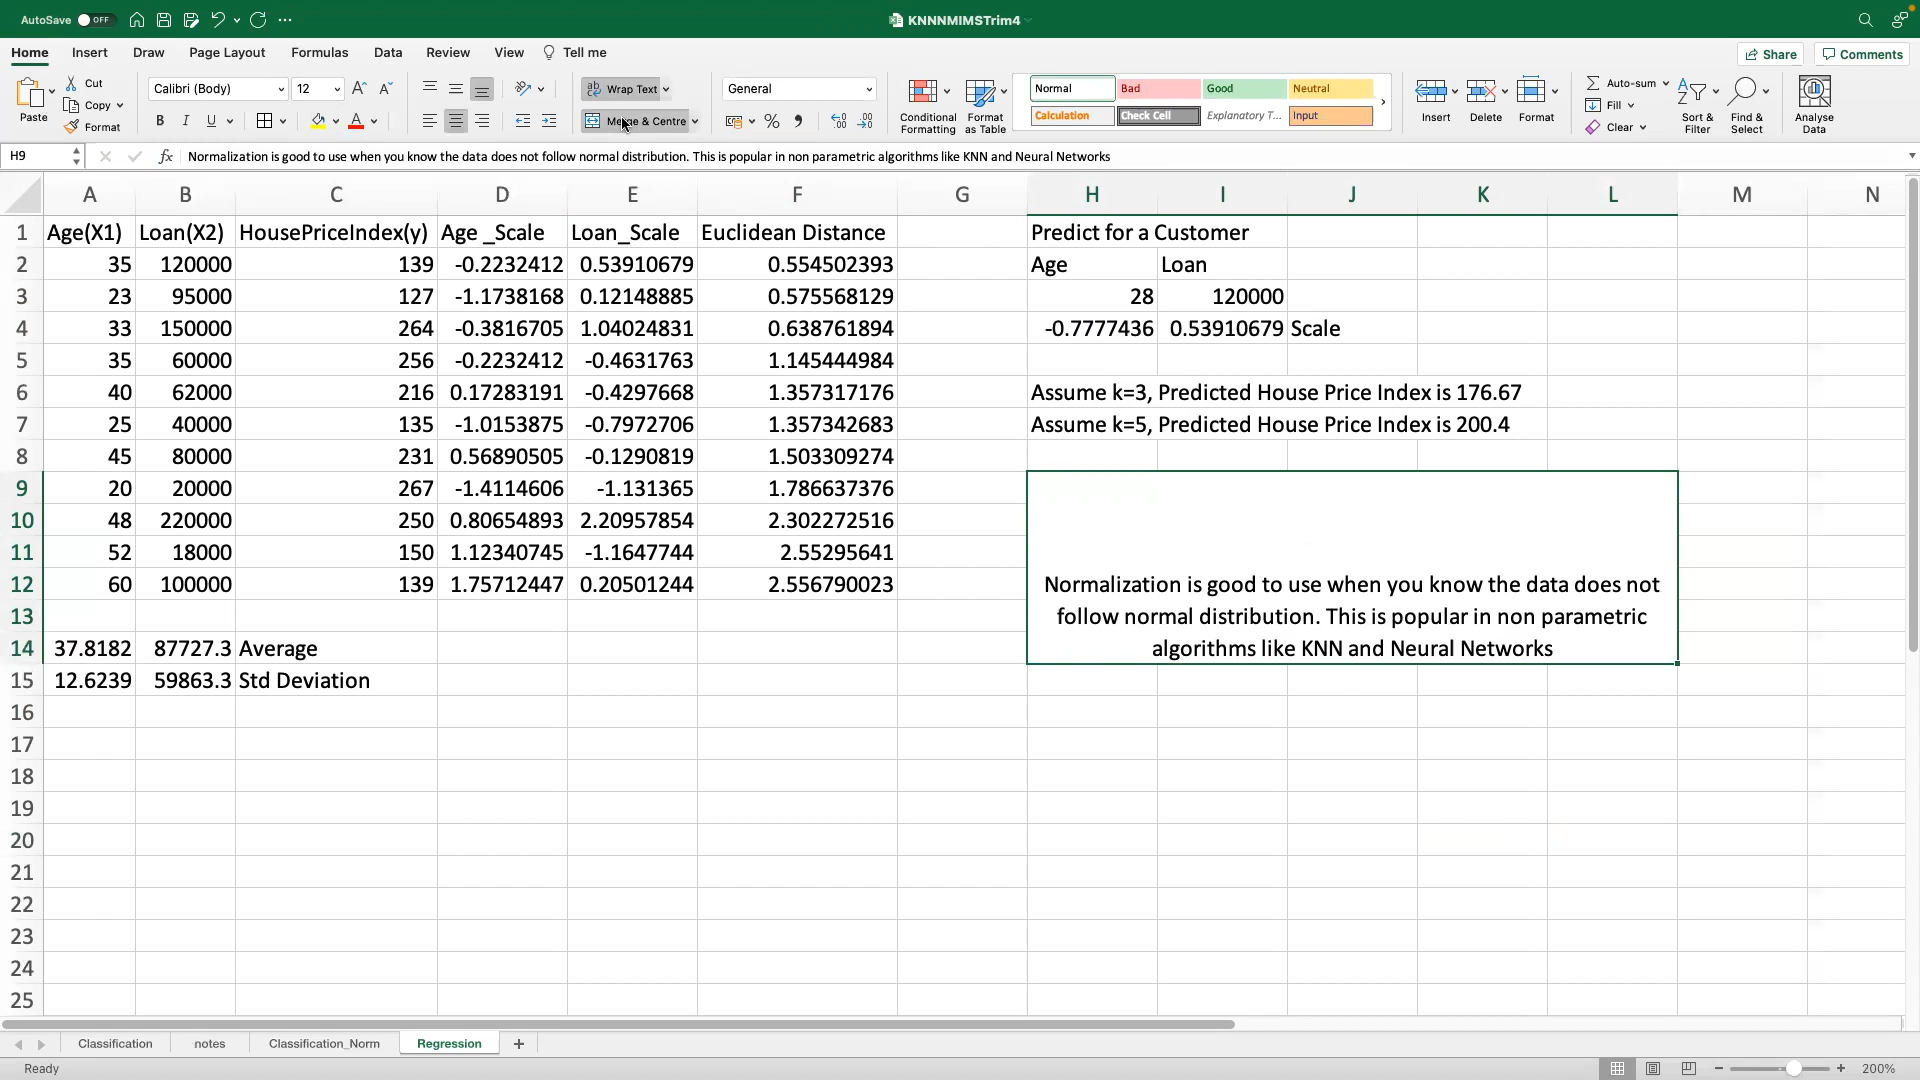 AutoSave OFF
KNNNMIMSTrim4
Home Insert Draw Page Layout Formulas Data Review View Tell me Share Comments
Paste Cut Copy Format
Calibri (Body) 12 A A
B I U A
ab Wrap Text
Merge & Centre
General
% 9
Conditional Formatting
Format as Table
Normal Bad Good Neutral
Calculation Check Cell Explanatory T... Input
Insert Delete Format
Auto-sum Fill Clear
Sort & Filter
Find & Select
Analyse Data
H9 fx Normalization is good to use when you know the data does not follow normal distribution. This is popular in non parametric algorithms like KNN and Neural Networks
A B C D E F G H I J K L M N
1 Age(X1) Loan(X2) HousePriceIndex(y) Age _Scale Loan_Scale Euclidean Distance Predict for a Customer
2 35 120000 139 -0.2232412 0.53910679 0.554502393 Age Loan
3 23 95000 127 -1.1738168 0.12148885 0.575568129 28 120000
4 33 150000 264 -0.3816705 1.04024831 0.638761894 -0.7777436 0.53910679 Scale
5 35 60000 256 -0.2232412 -0.4631763 1.145444984
6 40 62000 216 0.17283191 -0.4297668 1.357317176 Assume k=3, Predicted House Price Index is 176.67
7 25 40000 135 -1.0153875 -0.7972706 1.357342683 Assume k=5, Predicted House Price Index is 200.4
8 45 80000 231 0.56890505 -0.1290819 1.503309274
9 20 20000 267 -1.4114606 -1.131365 1.786637376
10 48 220000 250 0.80654893 2.20957854 2.302272516
11 52 18000 150 1.12340745 -1.1647744 2.55295641
12 60 100000 139 1.75712447 0.20501244 2.556790023 Normalization is good to use when you know the data does not
13 follow normal distribution. This is popular in non parametric
14 37.8182 87727.3 Average algorithms like KNN and Neural Networks
15 12.6239 59863.3 Std Deviation
16
17
18
19
20
21
22
23
24
25
Classification notes Classification_Norm Regression +
Ready 200%